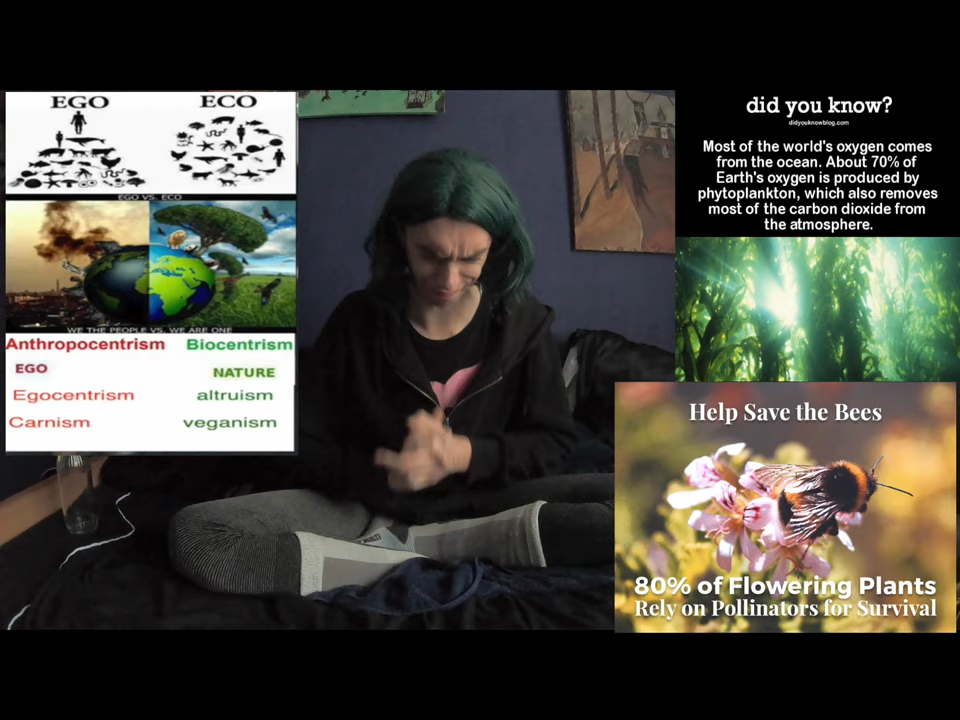 EGO ECO
EGO VS. ECO
WE THE PEOPLE VS. WE ARE ONE
Anthropocentrism Biocentrism
EGO NATURE
Egocentrism altruism
Carnism veganism
did you know?
didyouknowblog.com
Most of the world's oxygen comes
from the ocean. About 70% of
Earth's oxygen is produced by
phytoplankton, which also removes
most of the carbon dioxide from
the atmosphere.
Help Save the Bees
80% of Flowering Plants
Rely on Pollinators for Survival